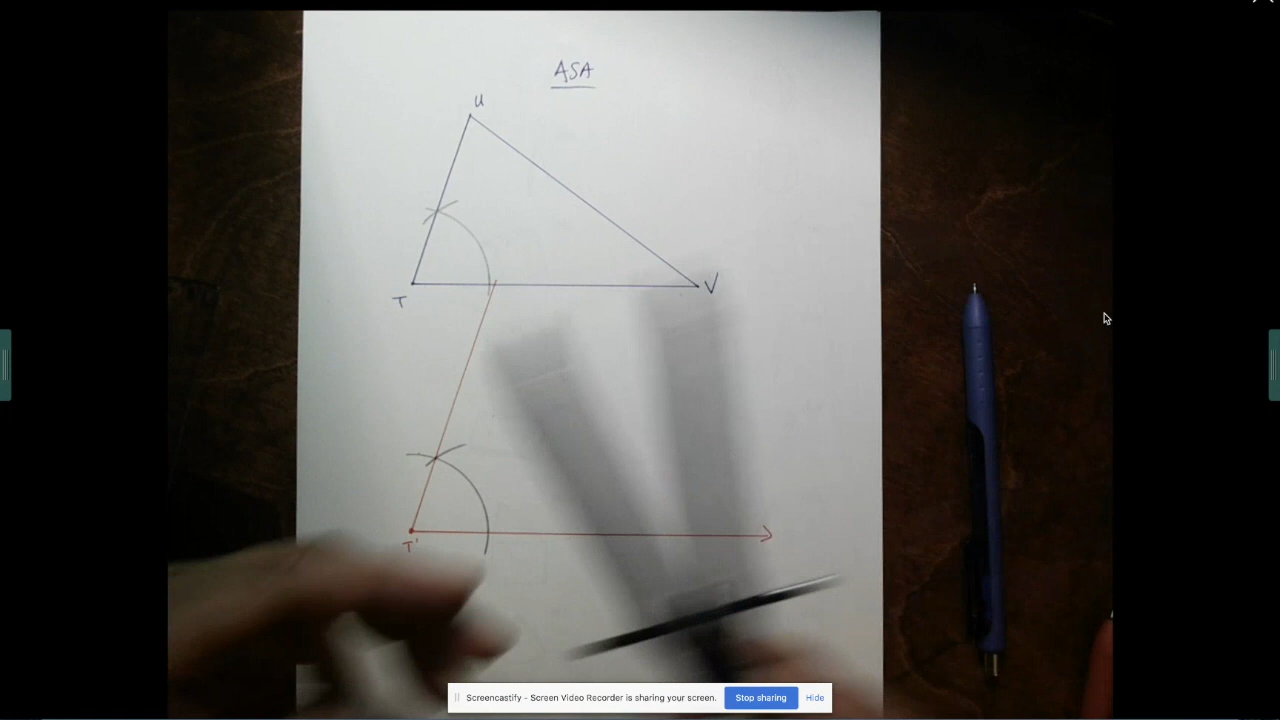 ASA
U
T
V
T'
Screencastify - Screen Video Recorder is sharing your screen.
Stop sharing
Hide